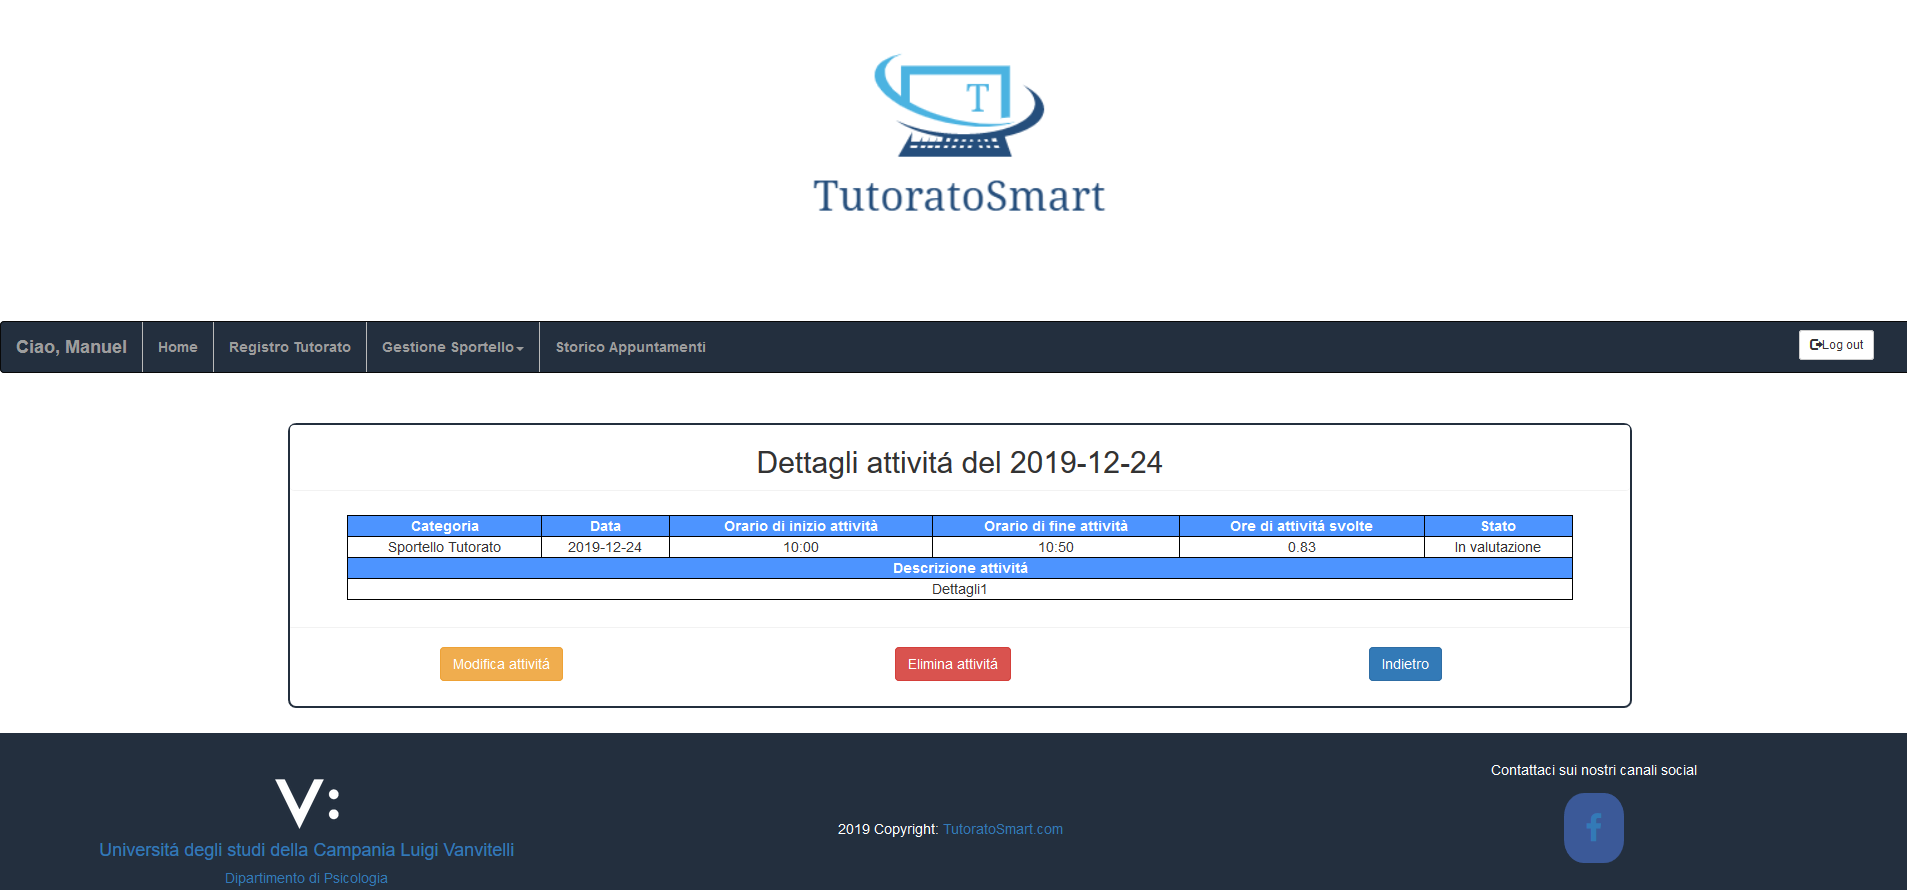 T
TutoratoSmart
Ciao, Manuel Home Registro Tutorato Gestione Sportello Storico Appuntamenti Log out
Dettagli attivitá del 2019-12-24
Categoria Data Orario di inizio attività Orario di fine attività Ore di attivitá svolte Stato
Sportello Tutorato 2019-12-24 10:00 10:50 0.83 In valutazione
Descrizione attivitá
Dettagli1
Modifica attivitá Elimina attivitá Indietro
Contattaci sui nostri canali social
V:
2019 Copyright: TutoratoSmart.com
f
Universitá degli studi della Campania Luigi Vanvitelli
Dipartimento di Psicologia